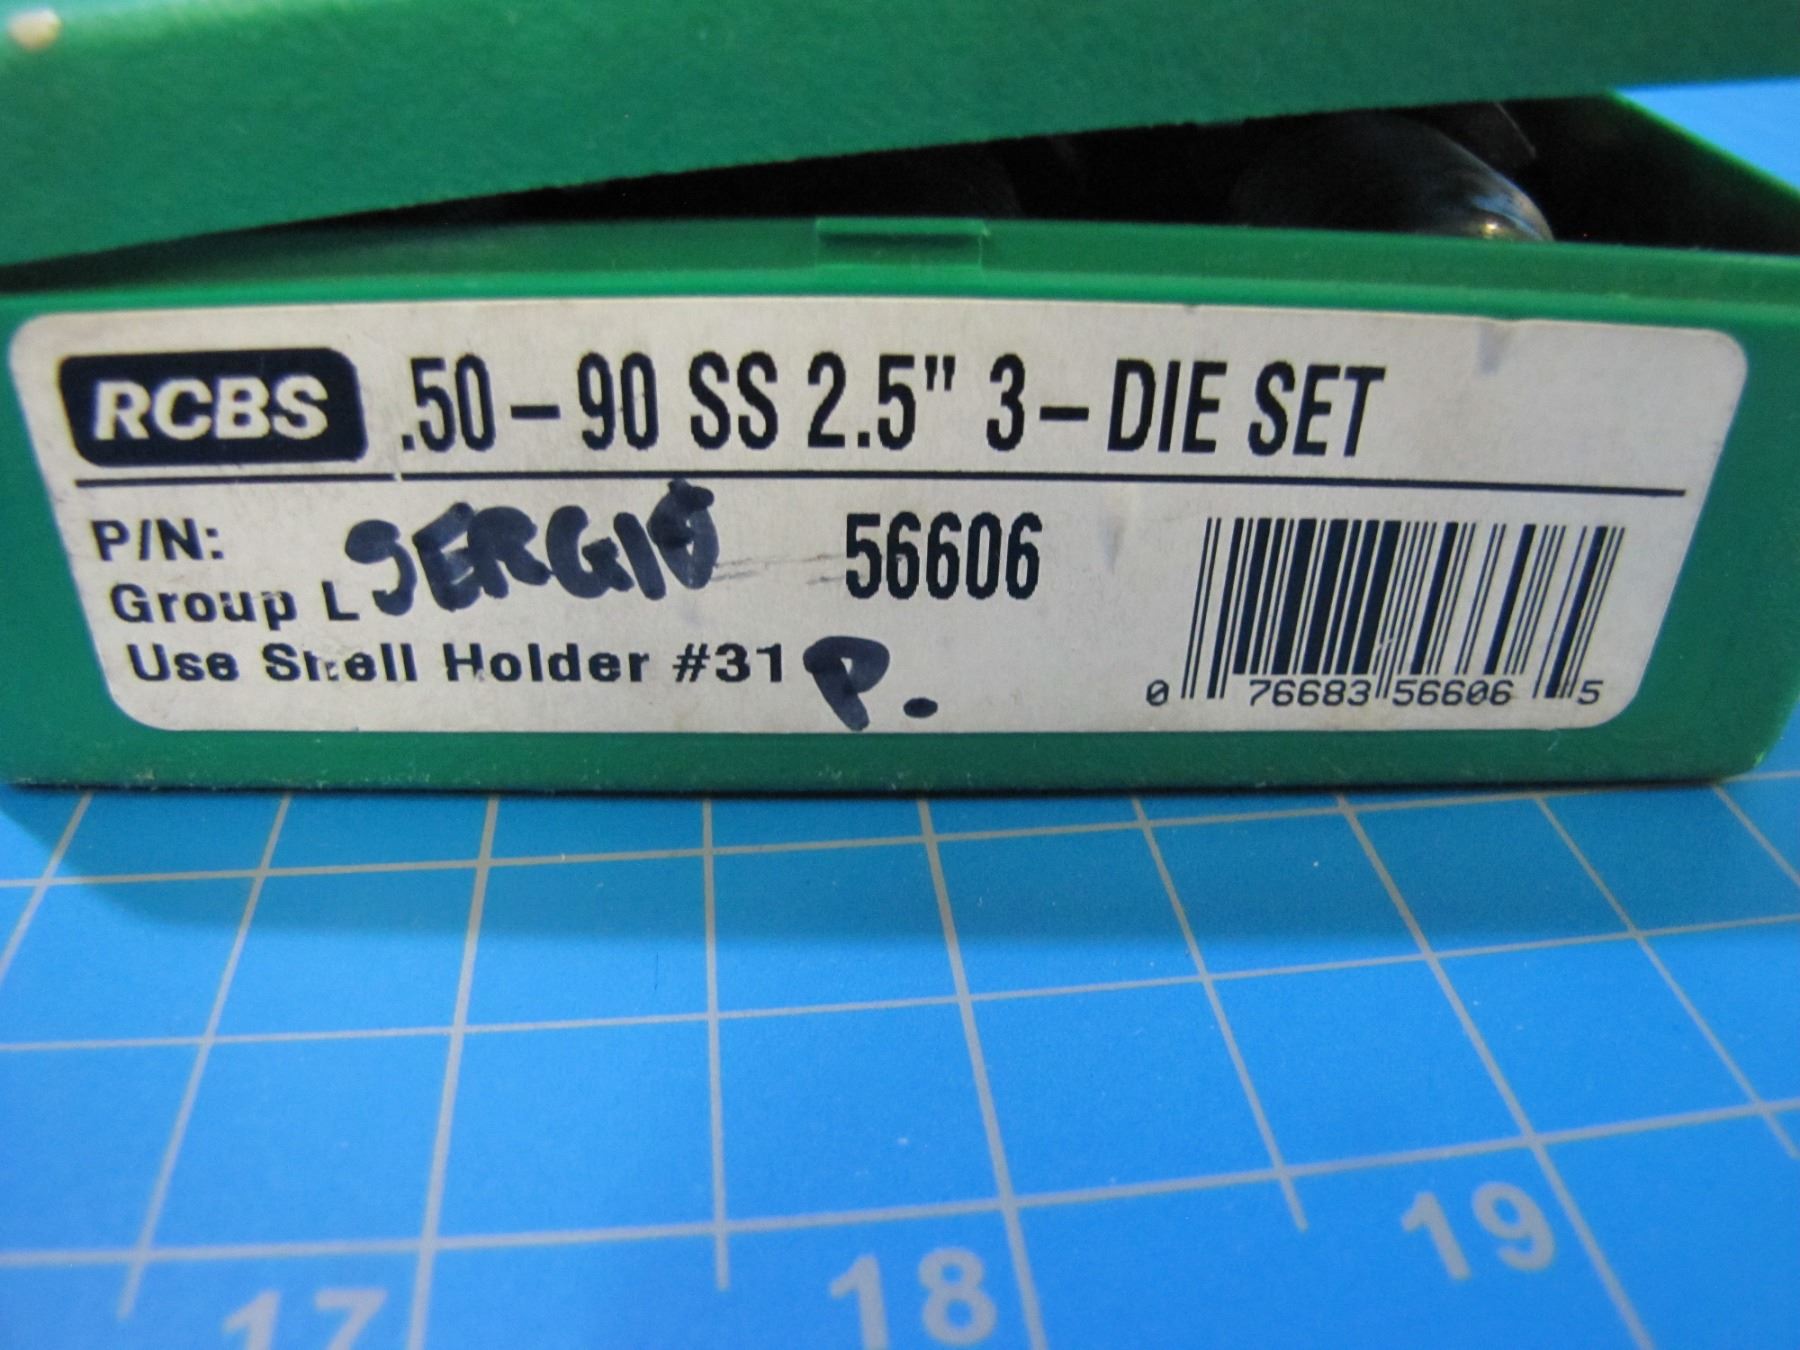 RCBS .50-90 SS 2.5" 3-DIE SET
P/N: SERGIO 56606
Group L
Use Shell Holder #31 P.
0 76683 56606 5
17 18 19